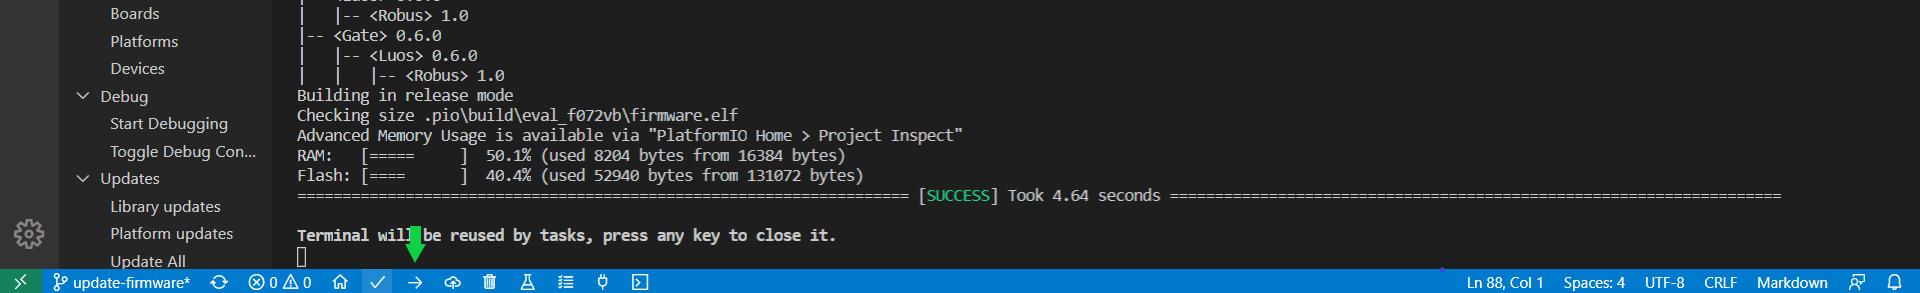 Boards
Platforms
Devices
Debug
Start Debugging
Toggle Debug Con...
Updates
Library updates
Platform updates
Update All
|   |-- <Robus> 1.0
|-- <Gate> 0.6.0
|   |-- <Luos> 0.6.0
|   |   |-- <Robus> 1.0
Building in release mode
Checking size .pio\build\eval_f072vb\firmware.elf
Advanced Memory Usage is available via "PlatformIO Home > Project Inspect"
RAM:   [=====     ]  50.1% (used 8204 bytes from 16384 bytes)
Flash: [====      ]  40.4% (used 52940 bytes from 131072 bytes)
==================================================================== [SUCCESS] Took 4.64 seconds ====================================================================
Terminal will be reused by tasks, press any key to close it.
update-firmware* 0 0 Ln 88, Col 1 Spaces: 4 UTF-8 CRLF Markdown